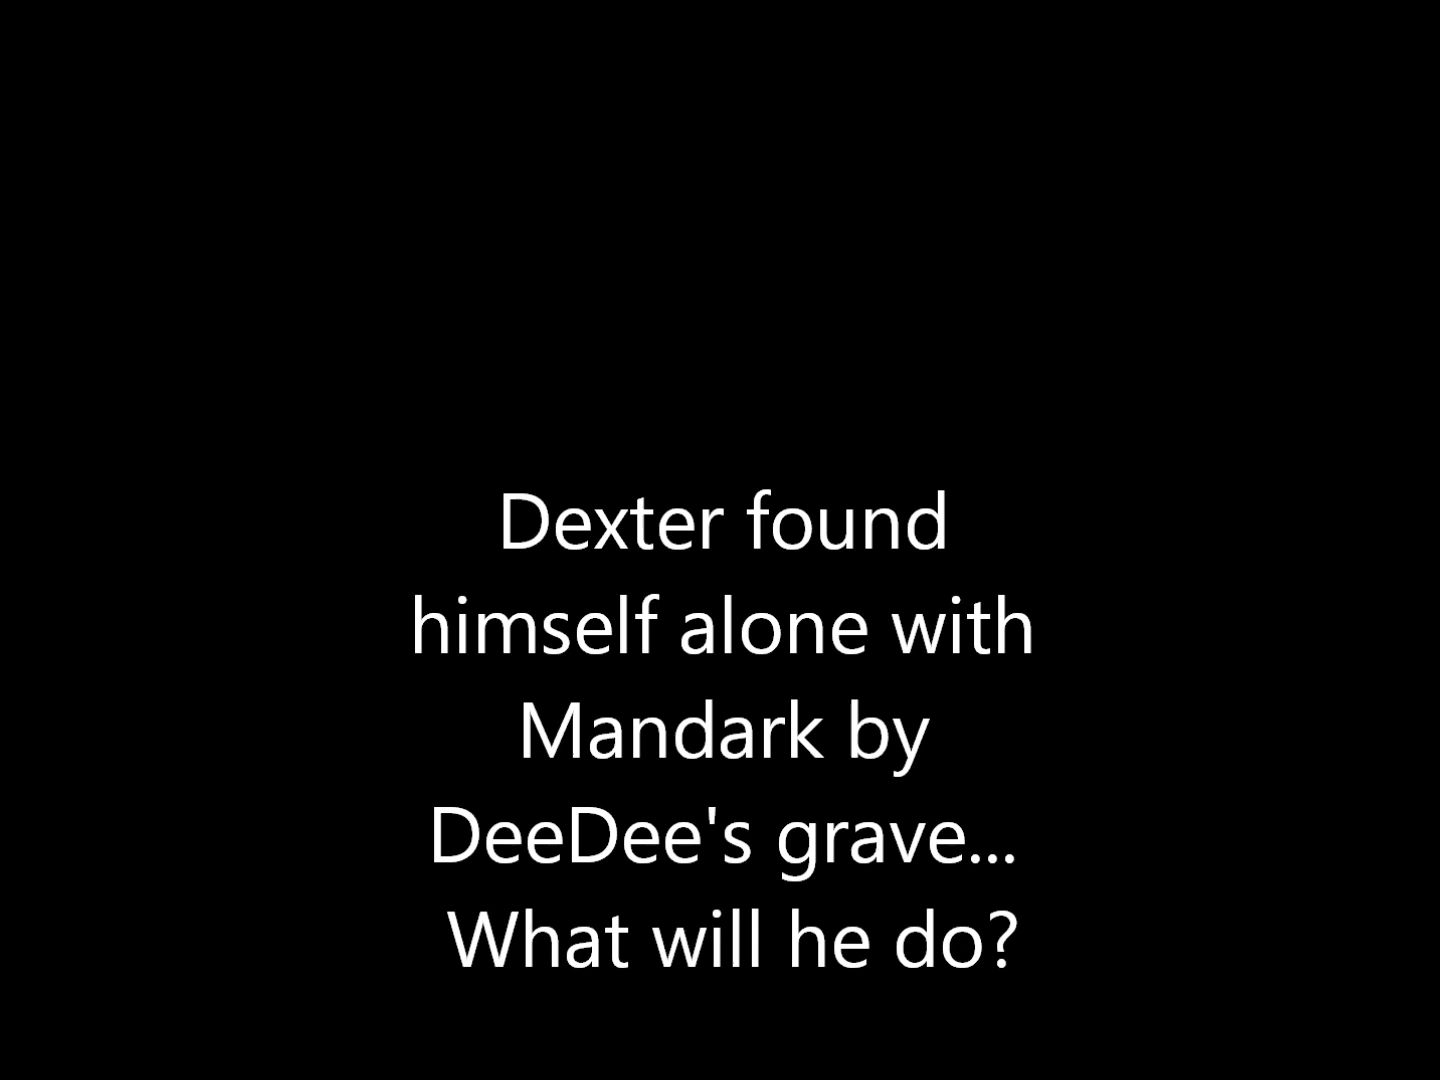 Dexter found
himself alone with
Mandark by
DeeDee's grave...
What will he do?